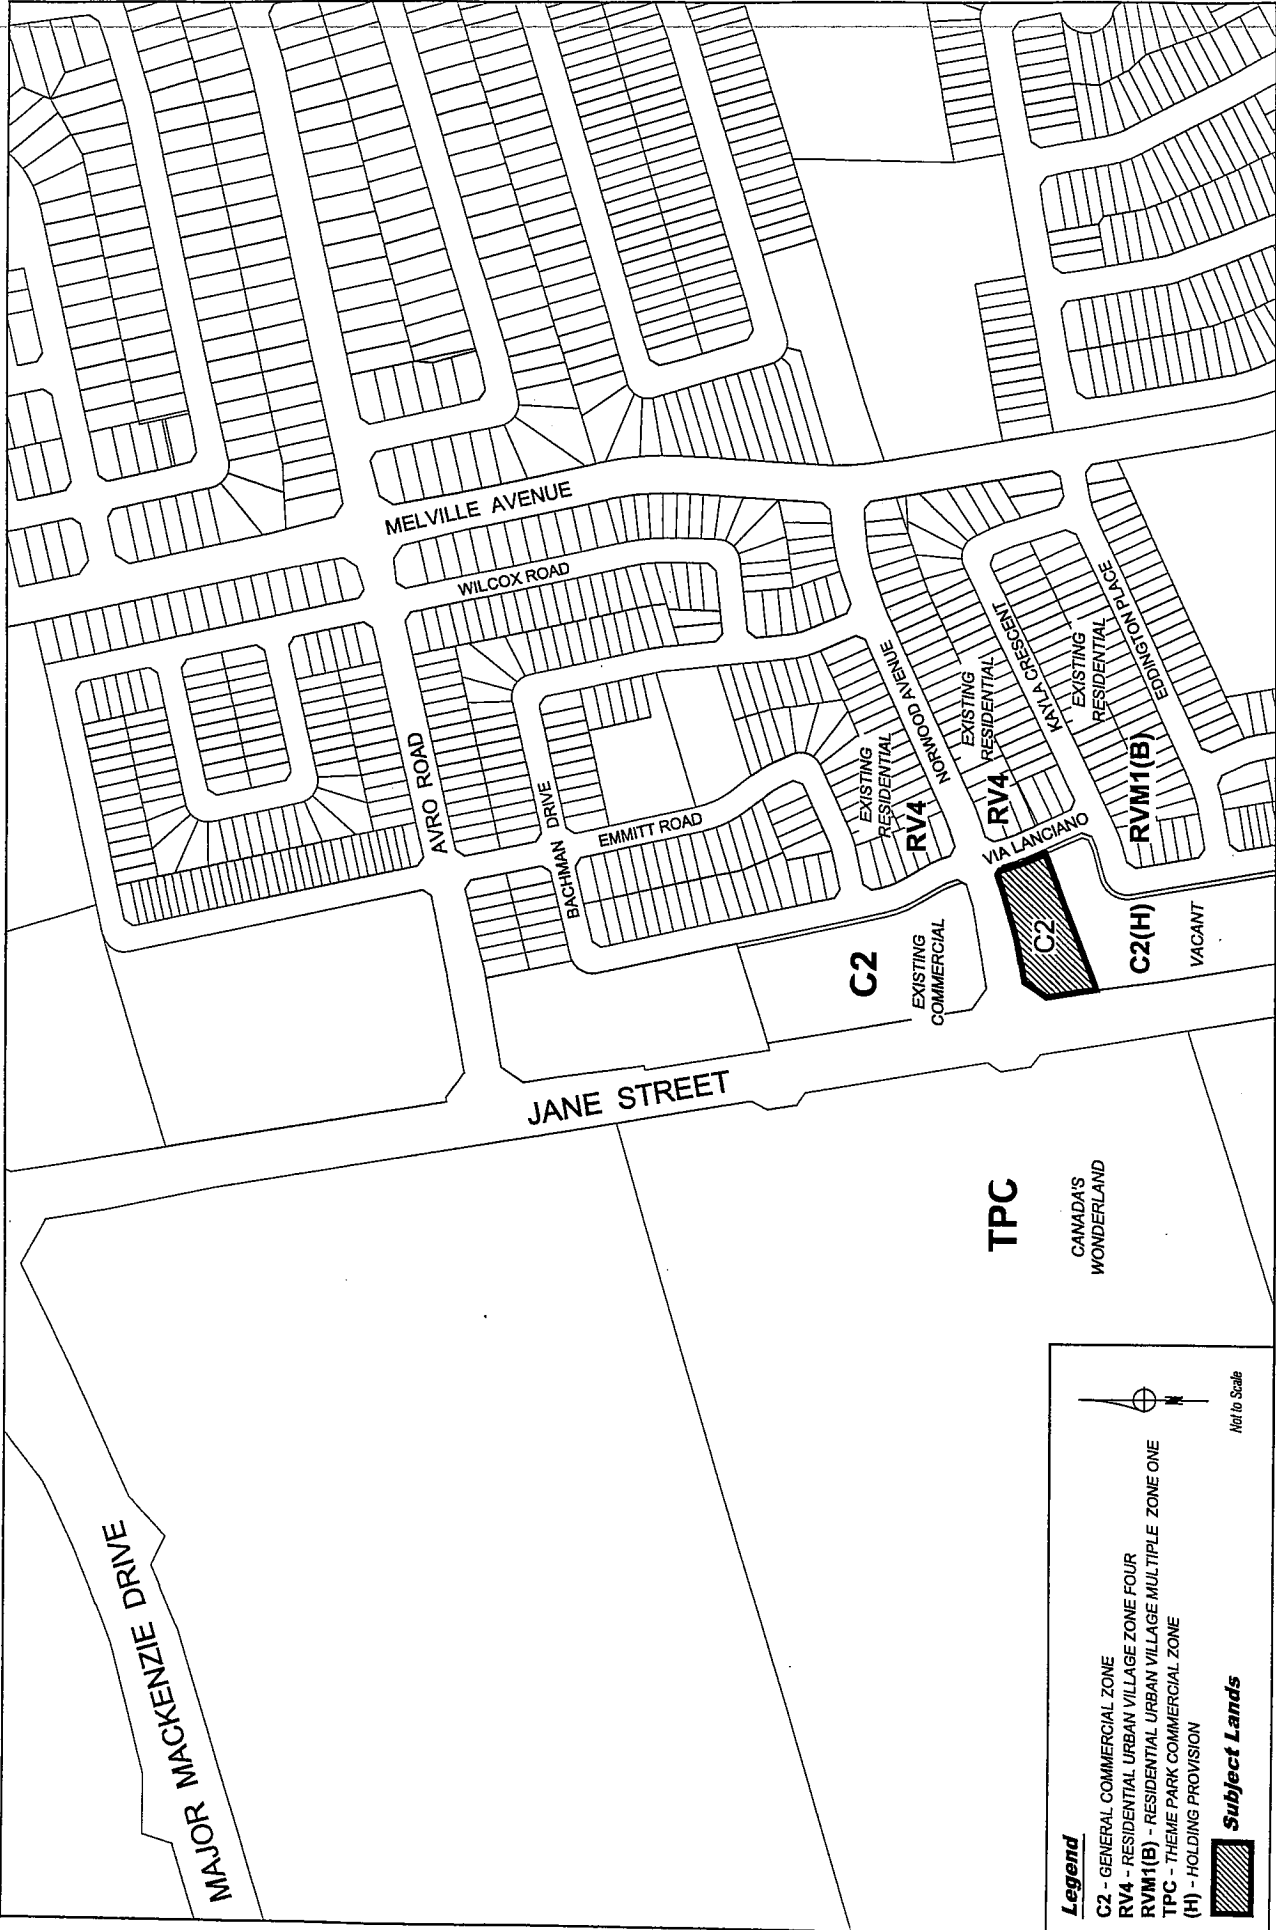 MAJOR MACKENZIE DRIVE
JANE STREET
AVRO ROAD
MELVILLE AVENUE
WILCOX ROAD
BACHMAN DRIVE
EMMITT ROAD
NORWOOD AVENUE
KAYLA CRESCENT
EDDINGTON PLACE
VIA LANCIANO
EXISTING
RESIDENTIAL
RV4
EXISTING
RESIDENTIAL
RV4
EXISTING
RESIDENTIAL
RVM1(B)
C2
EXISTING
COMMERCIAL
C2
C2(H)
VACANT
TPC
CANADA'S
WONDERLAND
Legend
C2 - GENERAL COMMERCIAL ZONE
RV4 - RESIDENTIAL URBAN VILLAGE ZONE FOUR
RVM1(B) - RESIDENTIAL URBAN VILLAGE MULTIPLE ZONE ONE
TPC - THEME PARK COMMERCIAL ZONE
(H) - HOLDING PROVISION
Subject Lands
N
Not to Scale